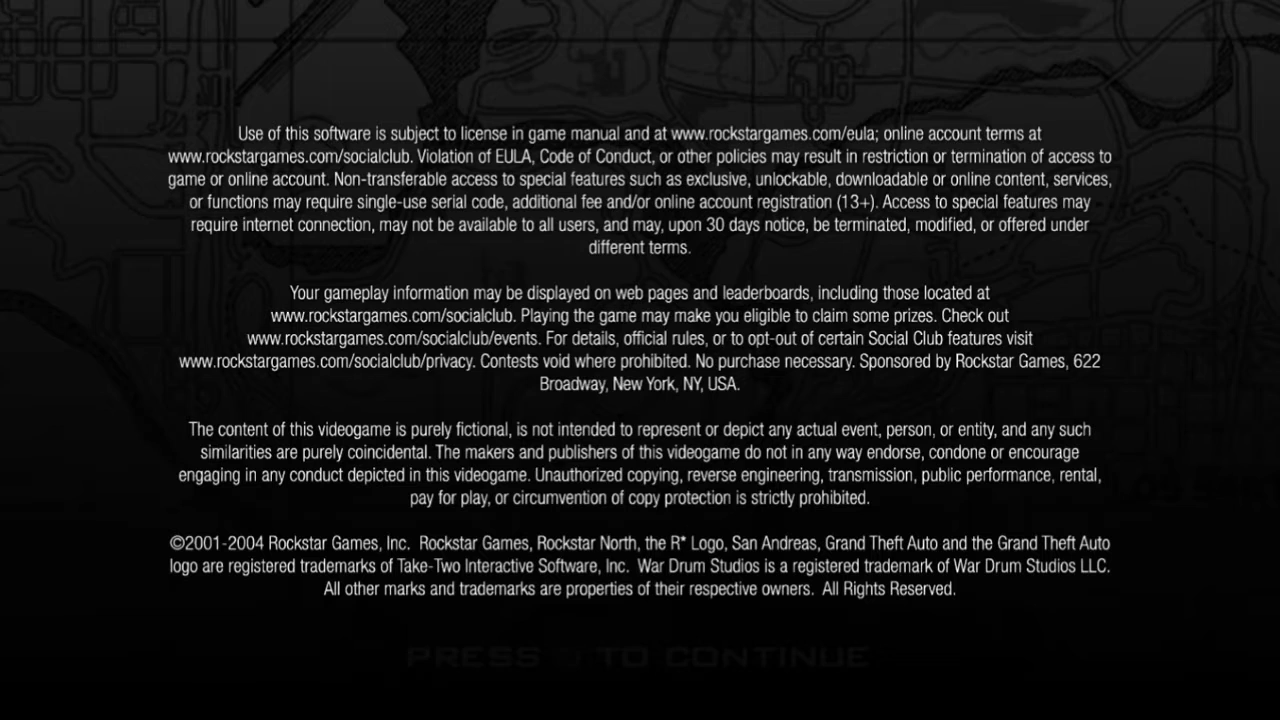 Use of this software is subject to license in game manual and at www.rockstargames.com/eula; online account terms at
www.rockstargames.com/socialclub. Violation of EULA, Code of Conduct, or other policies may result in restriction or termination of access to
game or online account. Non-transferable access to special features such as exclusive, unlockable, downloadable or online content, services,
or functions may require single-use serial code, additional fee and/or online account registration (13+). Access to special features may
require internet connection, may not be available to all users, and may, upon 30 days notice, be terminated, modified, or offered under
different terms.
Your gameplay information may be displayed on web pages and leaderboards, including those located at
www.rockstargames.com/socialclub. Playing the game may make you eligible to claim some prizes. Check out
www.rockstargames.com/socialclub/events. For details, official rules, or to opt-out of certain Social Club features visit
www.rockstargames.com/socialclub/privacy. Contests void where prohibited. No purchase necessary. Sponsored by Rockstar Games, 622
Broadway, New York, NY, USA.
The content of this videogame is purely fictional, is not intended to represent or depict any actual event, person, or entity, and any such
similarities are purely coincidental. The makers and publishers of this videogame do not in any way endorse, condone or encourage
engaging in any conduct depicted in this videogame. Unauthorized copying, reverse engineering, transmission, public performance, rental,
pay for play, or circumvention of copy protection is strictly prohibited.
©2001-2004 Rockstar Games, Inc.  Rockstar Games, Rockstar North, the R* Logo, San Andreas, Grand Theft Auto and the Grand Theft Auto
logo are registered trademarks of Take-Two Interactive Software, Inc.  War Drum Studios is a registered trademark of War Drum Studios LLC.
All other marks and trademarks are properties of their respective owners.  All Rights Reserved.
PRESS TO CONTINUE